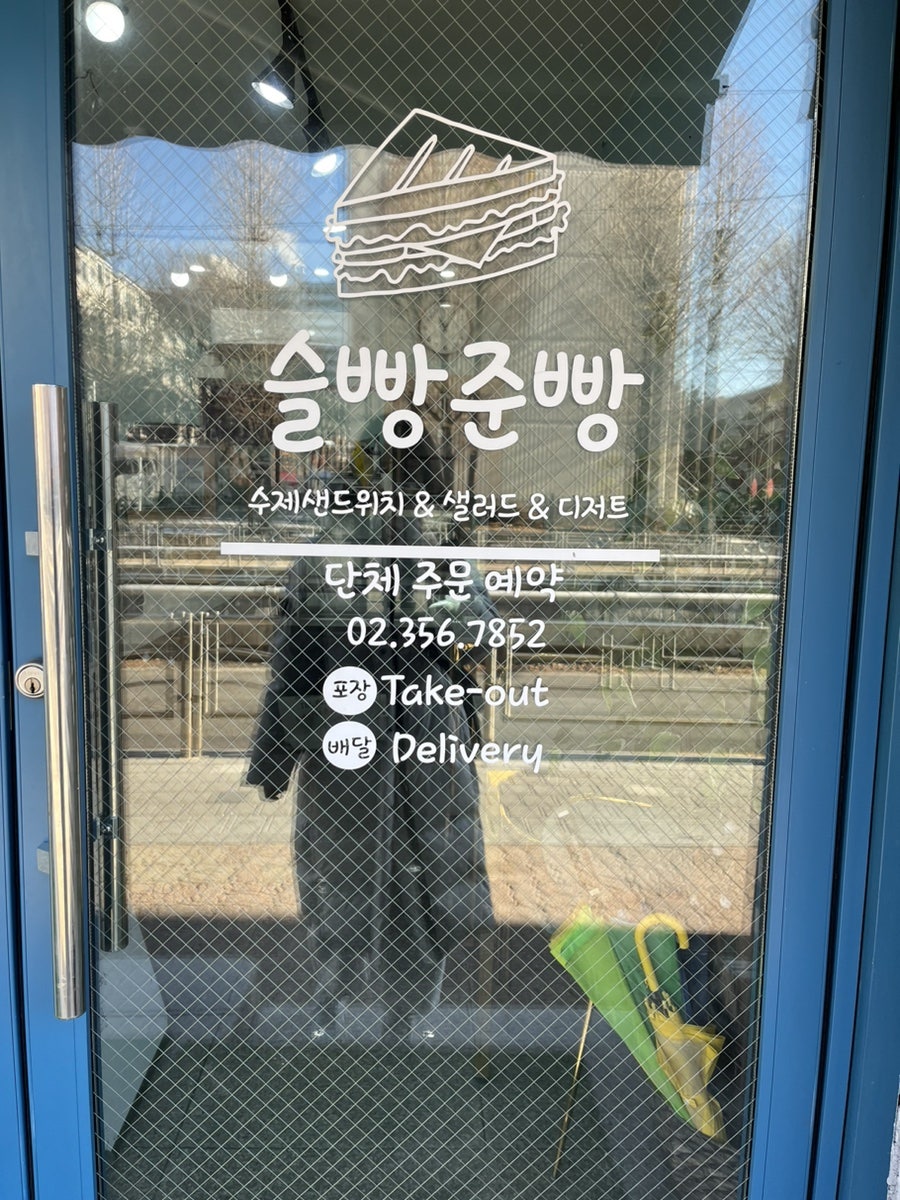 슬빵준빵
수제샌드위치 & 샐러드 & 디저트
단체 주문 예약
02.356.7852
포장 Take-out
배달 Delivery